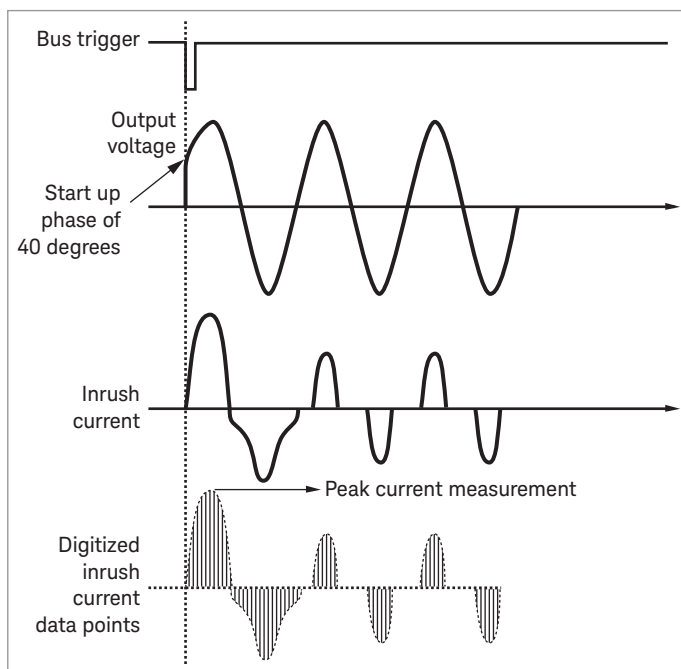 Bus trigger
Output
voltage
Start up
phase of
40 degrees
Inrush
current
Peak current measurement
Digitized
inrush
current
data points